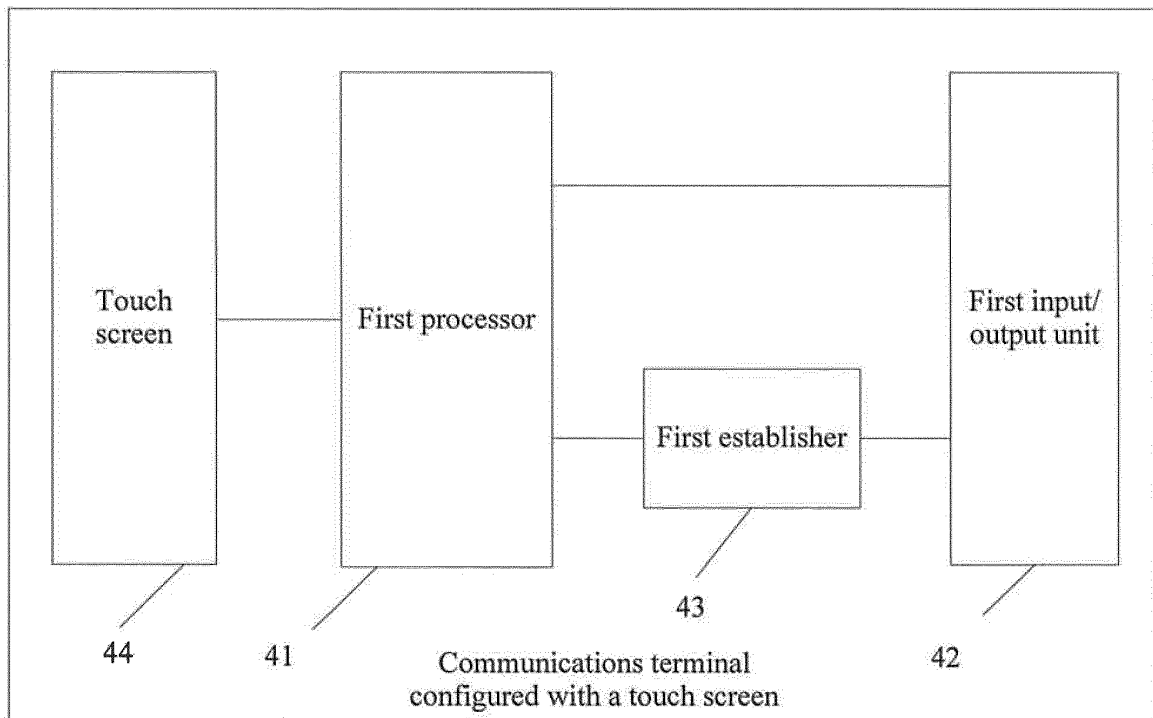 Touch
screen
First processor
First input/
output unit
First establisher
43
44
41
42
Communications terminal
configured with a touch screen